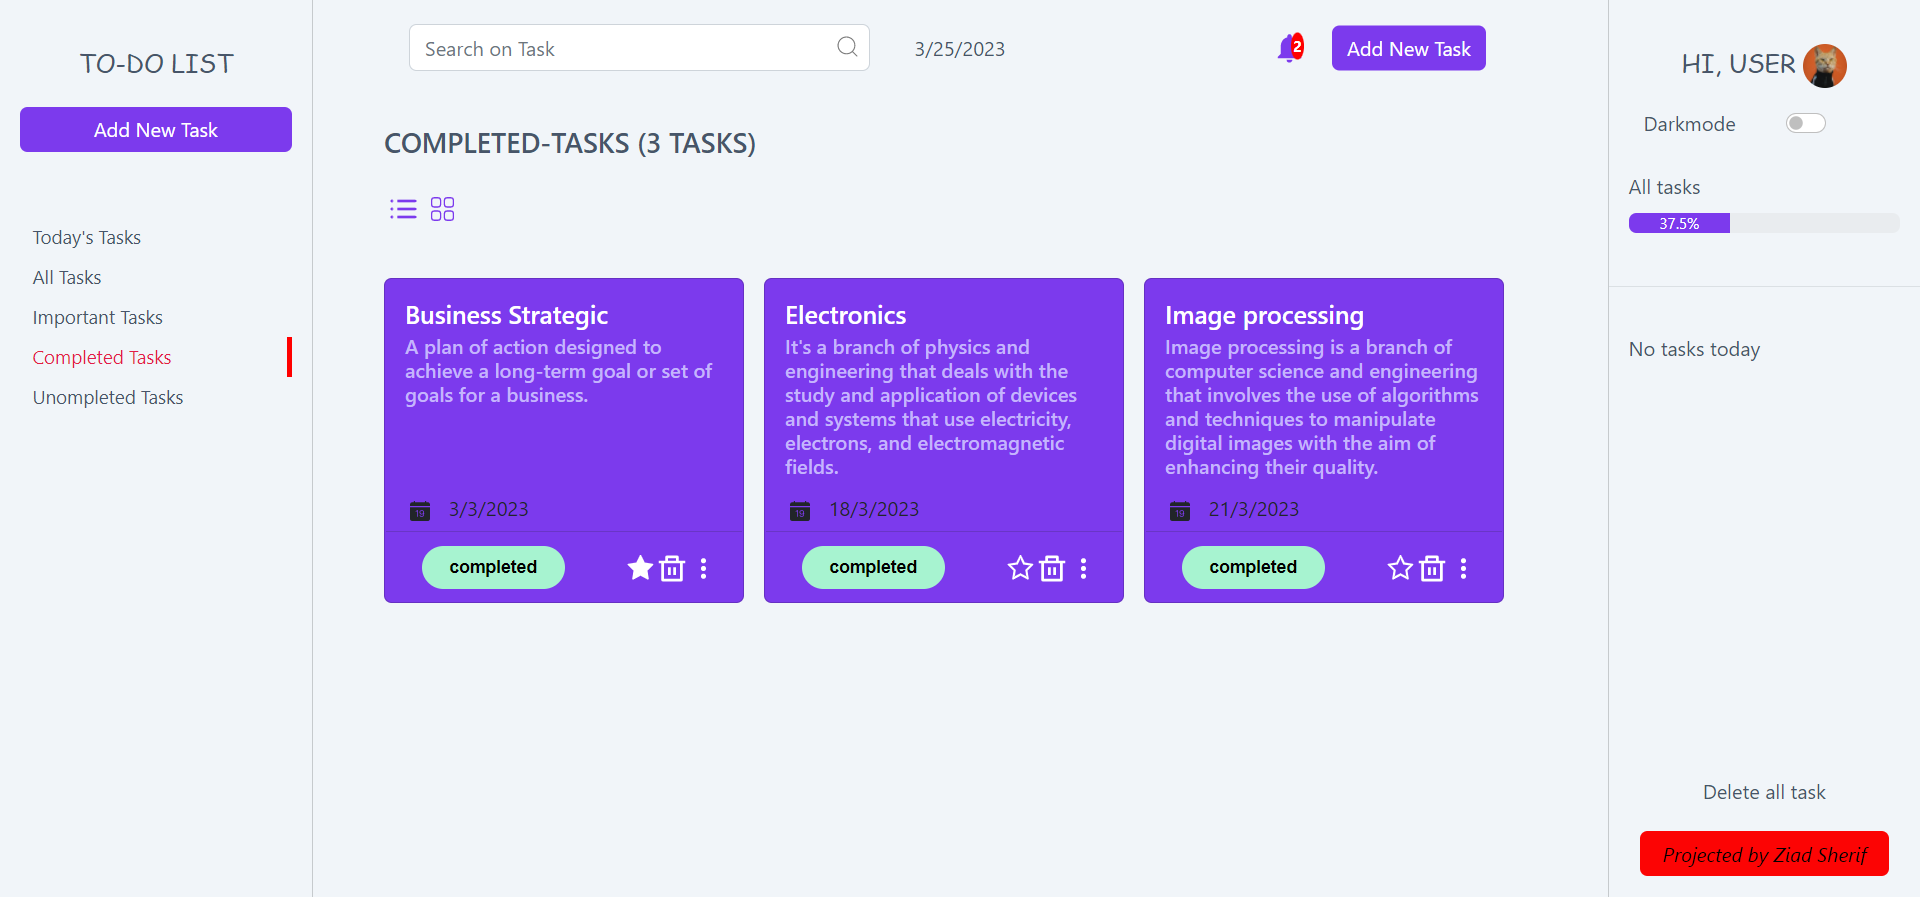 TO-DO LIST
Add New Task
Today's Tasks
All Tasks
Important Tasks
Completed Tasks
Unompleted Tasks
Search on Task
3/25/2023
2
Add New Task
COMPLETED-TASKS (3 TASKS)
Business Strategic
A plan of action designed to
achieve a long-term goal or set of
goals for a business.
19
3/3/2023
completed
Electronics
It's a branch of physics and
engineering that deals with the
study and application of devices
and systems that use electricity,
electrons, and electromagnetic
fields.
19
18/3/2023
completed
Image processing
Image processing is a branch of
computer science and engineering
that involves the use of algorithms
and techniques to manipulate
digital images with the aim of
enhancing their quality.
19
21/3/2023
completed
HI, USER
Darkmode
All tasks
37.5%
No tasks today
Delete all task
Projected by Ziad Sherif